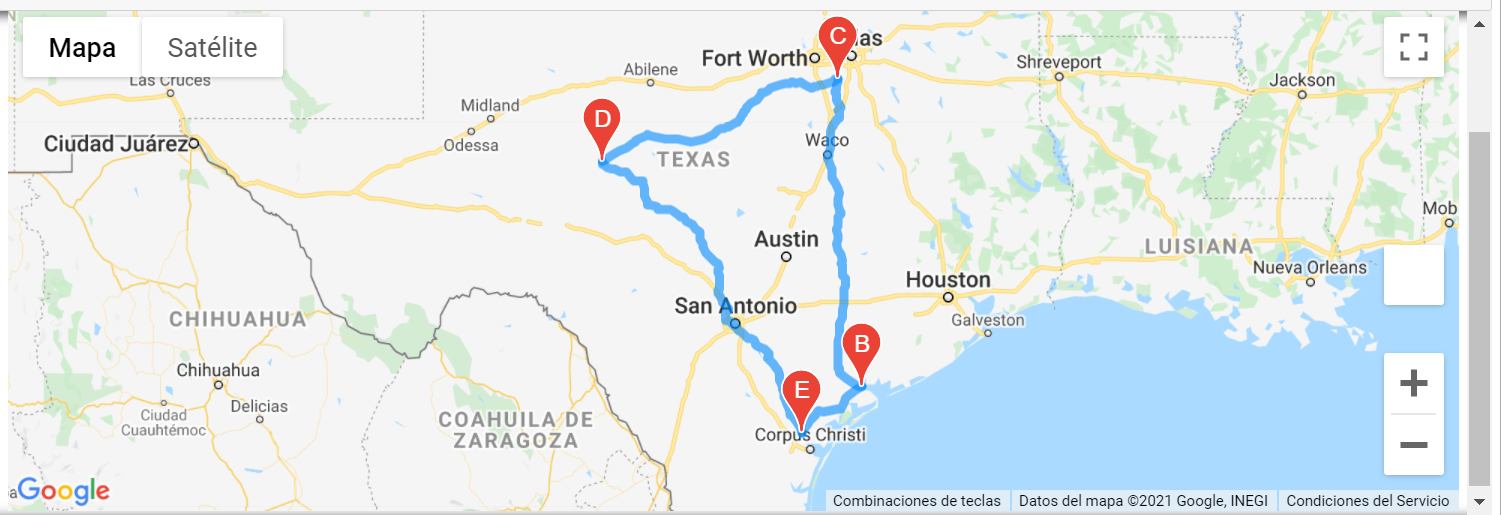 Mapa
Satélite
C
las
Fort Worth
Las Cruces
Abilene
Shreveport
Jackson
Midland
D
Odessa
Ciudad Juárez
Waco
TEXAS
Mob
Austin
LUISIANA
Houston
Nueva Orleans
San Antonio
Galveston
CHIHUAHUA
B
Chihuahua
E
Ciudad
Cuauhtémoc
Delicias
COAHUILA DE
ZARAGOZA
Corpus Christi
a
Google
Combinaciones de teclas
Datos del mapa ©2021 Google, INEGI
Condiciones del Servicio